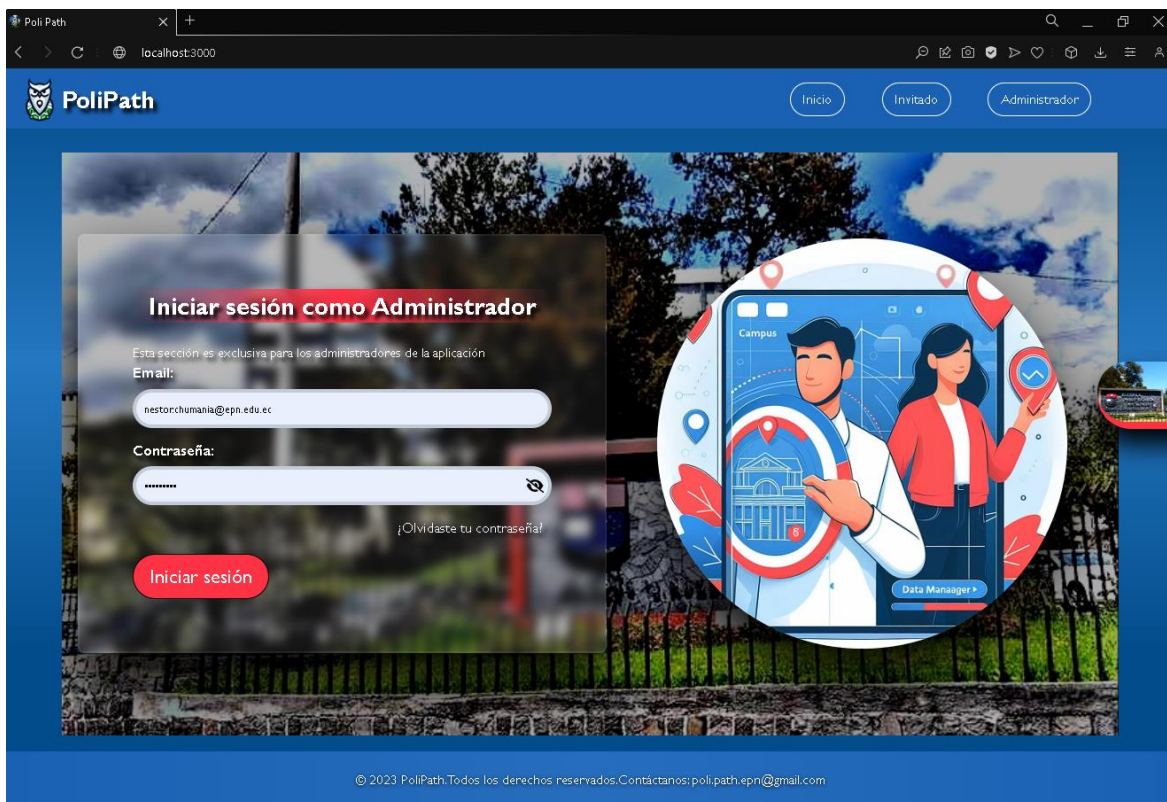 Poli Path
localhost:3000
PoliPath
Inicio
Invitado
Administrador
Iniciar sesión como Administrador
Esta sección es exclusiva para los administradores de la aplicación
Email:
nestor.chumania@epn.edu.ec
Contraseña:
•••••••••
¿Olvidaste tu contraseña?
Iniciar sesión
Campus
8
Data Manaager
© 2023 PoliPath.Todos los derechos reservados.Contáctanos: poli.path.epn@gmail.com